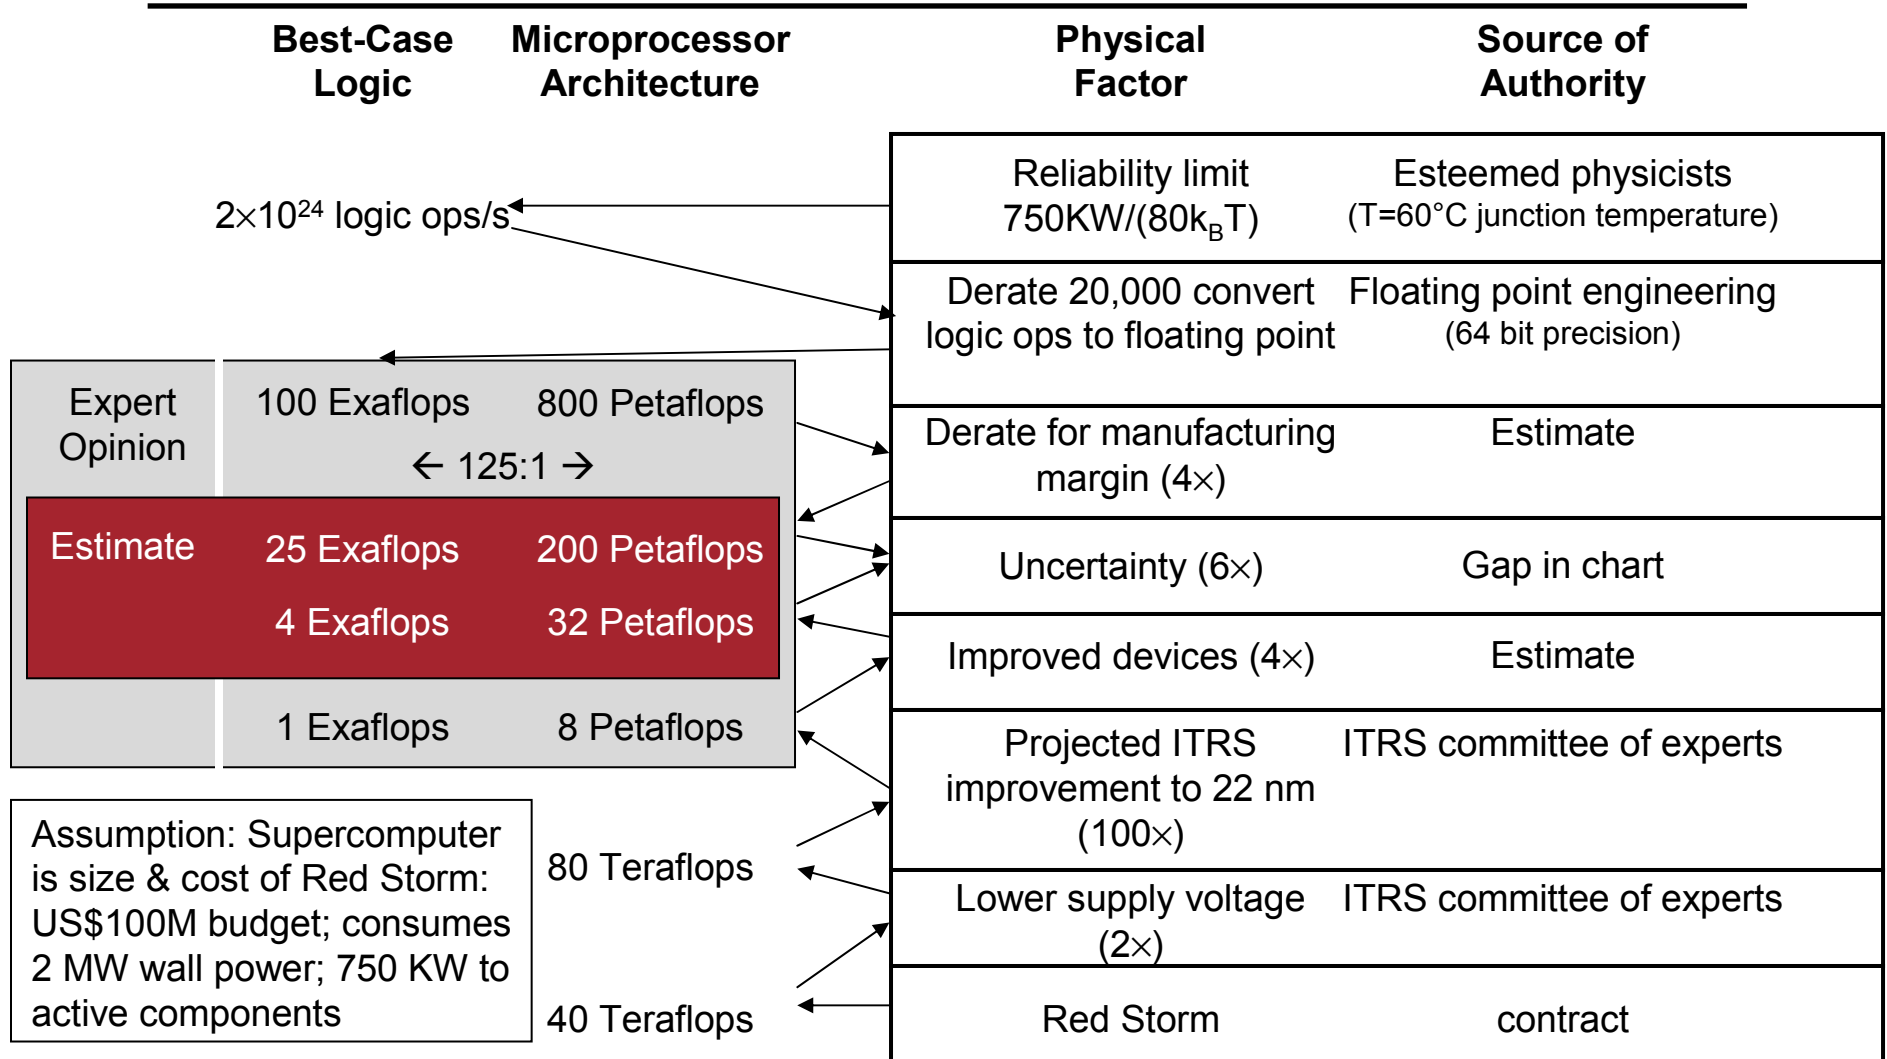 Best-Case Logic
Microprocessor Architecture
Physical Factor
Source of Authority
2×10²⁴ logic ops/s
Reliability limit
750KW/(80k_BT)
Esteemed physicists
(T=60°C junction temperature)
Derate 20,000 convert
logic ops to floating point
Floating point engineering
(64 bit precision)
Expert
Opinion
100 Exaflops
800 Petaflops
← 125:1 →
Derate for manufacturing
margin (4×)
Estimate
Estimate
25 Exaflops
200 Petaflops
Uncertainty (6×)
Gap in chart
4 Exaflops
32 Petaflops
Improved devices (4×)
Estimate
1 Exaflops
8 Petaflops
Projected ITRS
improvement to 22 nm
(100×)
ITRS committee of experts
Assumption: Supercomputer
is size & cost of Red Storm:
US$100M budget; consumes
2 MW wall power; 750 KW to
active components
80 Teraflops
Lower supply voltage
(2×)
ITRS committee of experts
40 Teraflops
Red Storm
contract